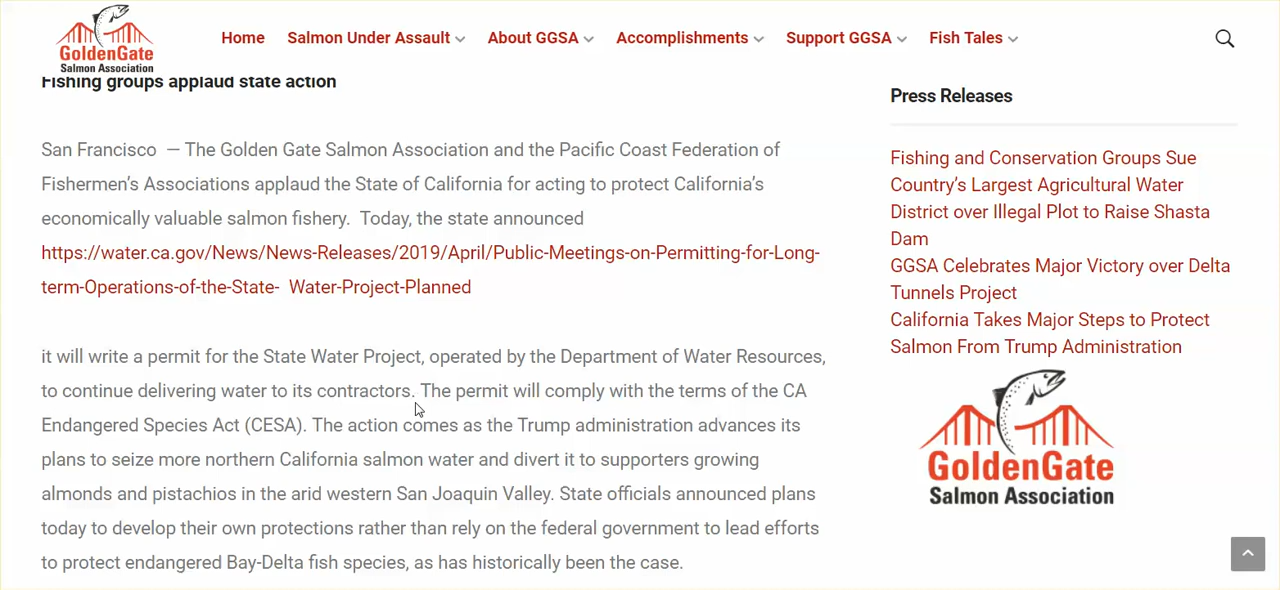 GoldenGate
Salmon Association
Home Salmon Under Assault About GGSA Accomplishments Support GGSA Fish Tales
Fishing groups applaud state action
San Francisco — The Golden Gate Salmon Association and the Pacific Coast Federation of
Fishermen's Associations applaud the State of California for acting to protect California's
economically valuable salmon fishery. Today, the state announced
https://water.ca.gov/News/News-Releases/2019/April/Public-Meetings-on-Permitting-for-Long-
term-Operations-of-the-State- Water-Project-Planned
it will write a permit for the State Water Project, operated by the Department of Water Resources,
to continue delivering water to its contractors. The permit will comply with the terms of the CA
Endangered Species Act (CESA). The action comes as the Trump administration advances its
plans to seize more northern California salmon water and divert it to supporters growing
almonds and pistachios in the arid western San Joaquin Valley. State officials announced plans
today to develop their own protections rather than rely on the federal government to lead efforts
to protect endangered Bay-Delta fish species, as has historically been the case.
Press Releases
Fishing and Conservation Groups Sue
Country's Largest Agricultural Water
District over Illegal Plot to Raise Shasta
Dam
GGSA Celebrates Major Victory over Delta
Tunnels Project
California Takes Major Steps to Protect
Salmon From Trump Administration
GoldenGate
Salmon Association